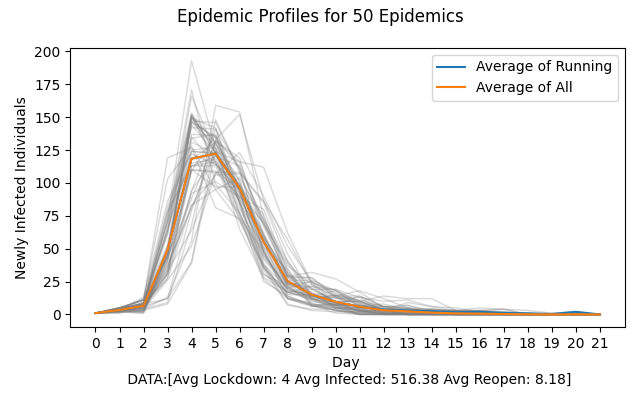 Epidemic Profiles for 50 Epidemics
200
175
150
125
100
75
50
25
0
Newly Infected Individuals
Average of Running
Average of All
0 1 2 3 4 5 6 7 8 9 10 11 12 13 14 15 16 17 18 19 20 21
Day
DATA:[Avg Lockdown: 4 Avg Infected: 516.38 Avg Reopen: 8.18]